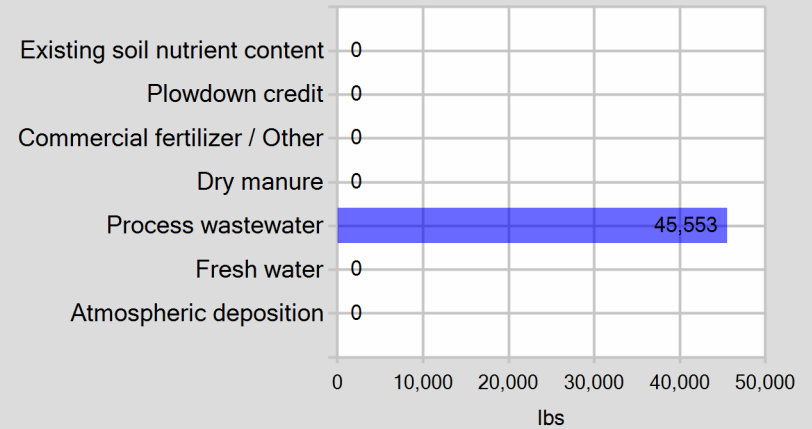 Existing soil nutrient content 0
Plowdown credit 0
Commercial fertilizer / Other 0
Dry manure 0
Process wastewater 45,553
Fresh water 0
Atmospheric deposition 0
0 10,000 20,000 30,000 40,000 50,000
lbs